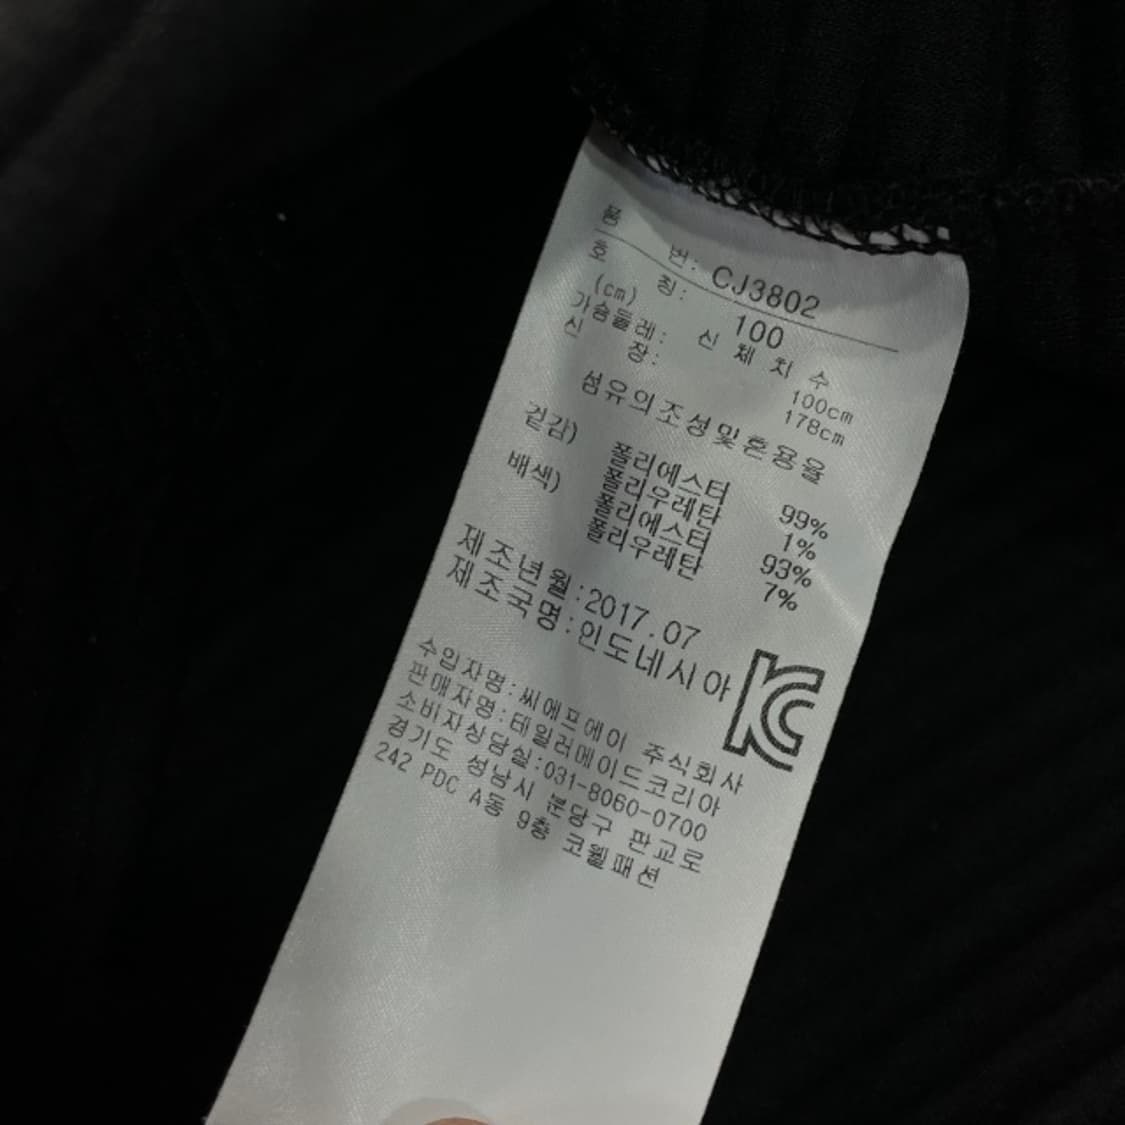 품 번: CJ3802
호 칭: 100
(cm) 신 체 치 수
가슴둘레: 100cm
신 장: 178cm
섬유의조성및혼용율
겉감) 폴리에스터 99%
폴리우레탄 1%
배색) 폴리에스터 93%
폴리우레탄 7%
제조년월:2017.07
제조국명:인도네시아
KC
수입자명:씨에프에이 주식회사
판매자명:테일러메이드코리아
소비자상담실:031-8060-0700
경기도 성남시 분당구 판교로
242 PDC A동 9층 코웰패션